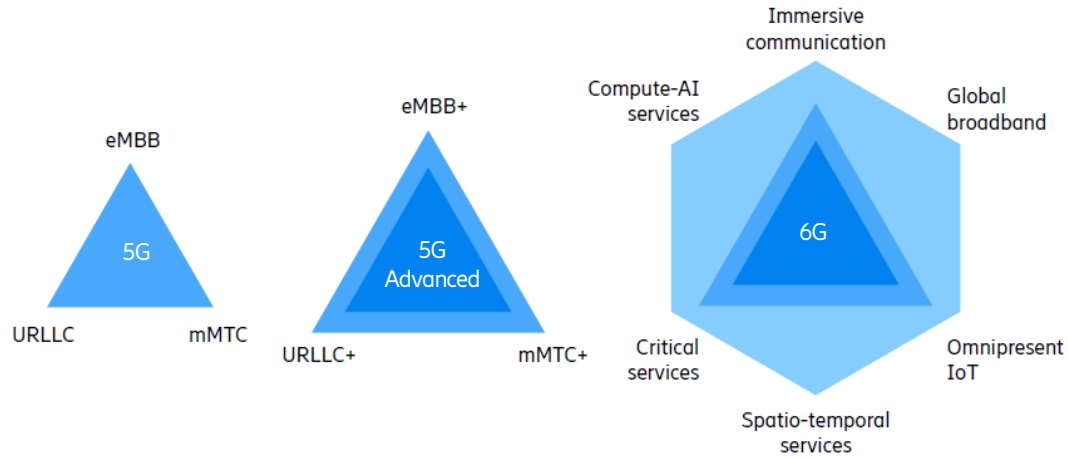 eMBB
5G
URLLC
mMTC
eMBB+
5G
Advanced
URLLC+
mMTC+
Immersive
communication
Compute-AI
services
Global
broadband
6G
Critical
services
Omnipresent
IoT
Spatio-temporal
services